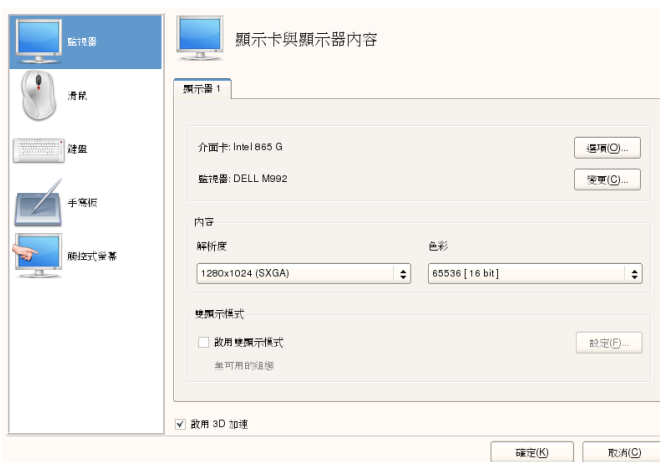 監視器
滑鼠
鍵盤
手寫板
觸控式螢幕
顯示卡與顯示器內容
顯示器 1
介面卡: Intel 865 G
選項(O)...
監視器: DELL M992
變更(C)...
內容
解析度
色彩
1280x1024 (SXGA)
65536 [16 bit]
雙顯示模式
啟用雙顯示模式
設定(F)...
無可用的組態
啟用 3D 加速
確定(K)
取消(C)